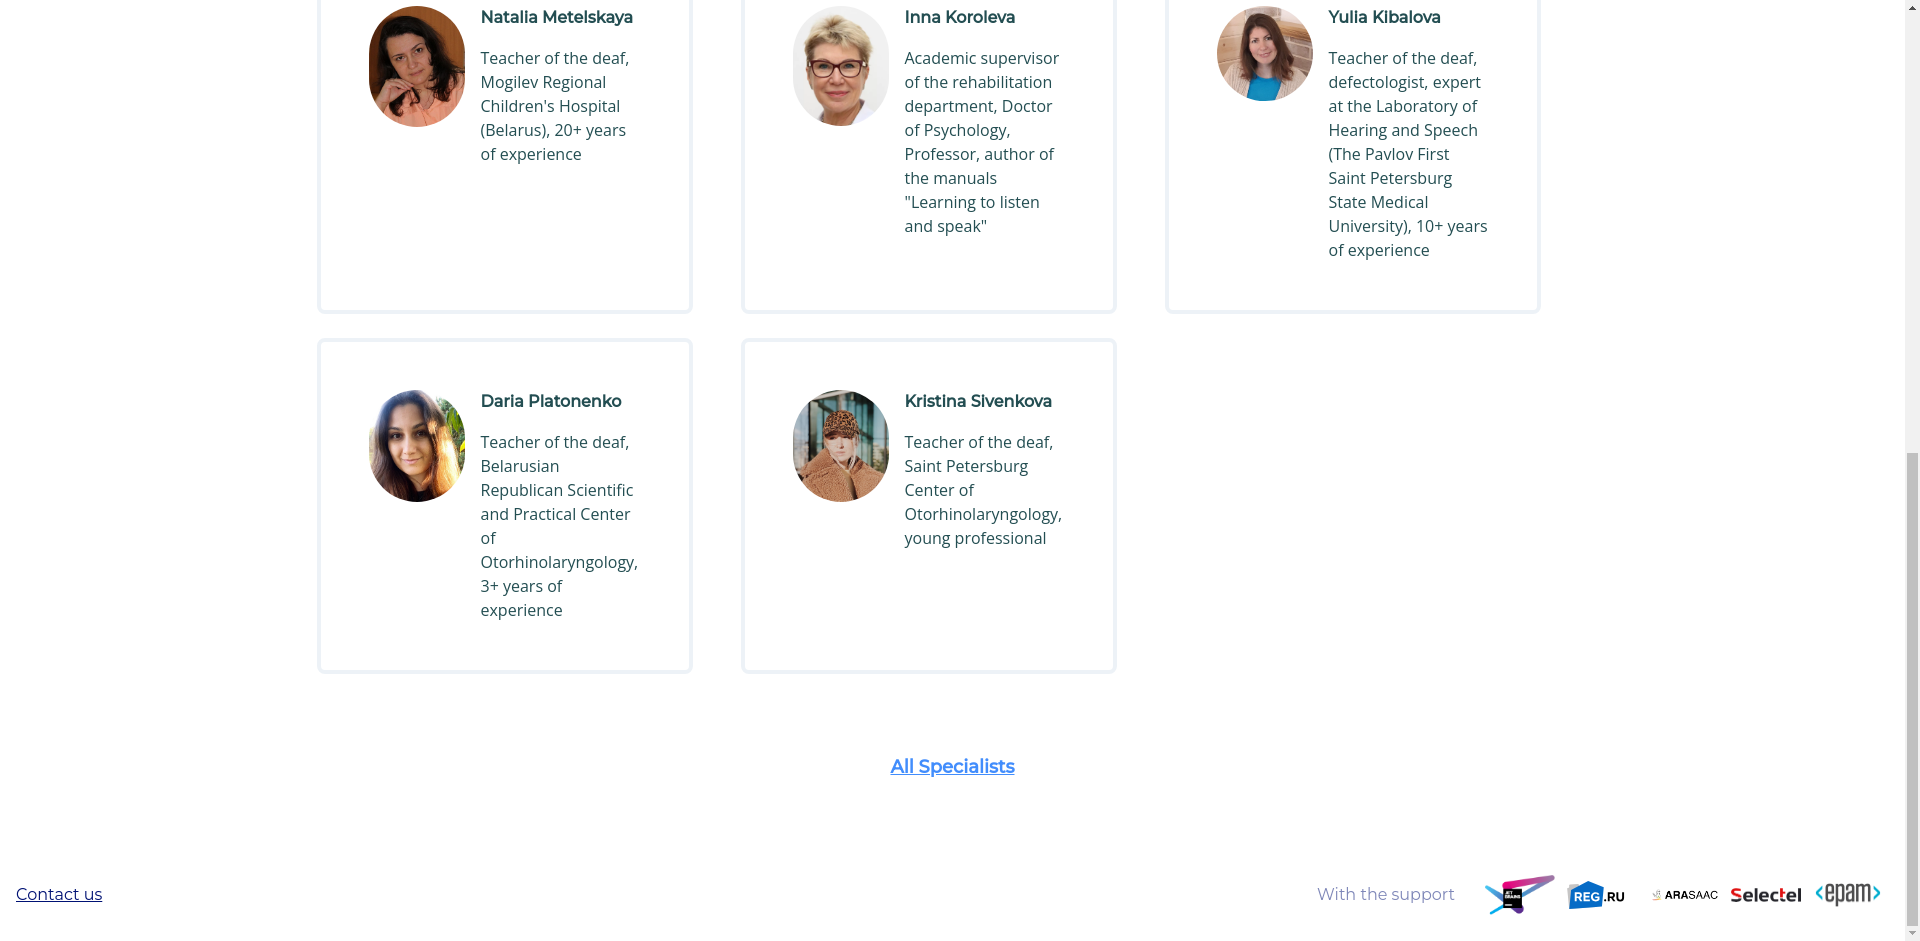 Natalia Metelskaya
Teacher of the deaf,
Mogilev Regional
Children's Hospital
(Belarus), 20+ years
of experience
Inna Koroleva
Academic supervisor
of the rehabilitation
department, Doctor
of Psychology,
Professor, author of
the manuals
"Learning to listen
and speak"
Yulia Kibalova
Teacher of the deaf,
defectologist, expert
at the Laboratory of
Hearing and Speech
(The Pavlov First
Saint Petersburg
State Medical
University), 10+ years
of experience
Daria Platonenko
Teacher of the deaf,
Belarusian
Republican Scientific
and Practical Center
of
Otorhinolaryngology,
3+ years of
experience
Kristina Sivenkova
Teacher of the deaf,
Saint Petersburg
Center of
Otorhinolaryngology,
young professional
All Specialists
Contact us
With the support
JET
BRAINS
REG.RU
ARASAAC
Selectel
<epam>